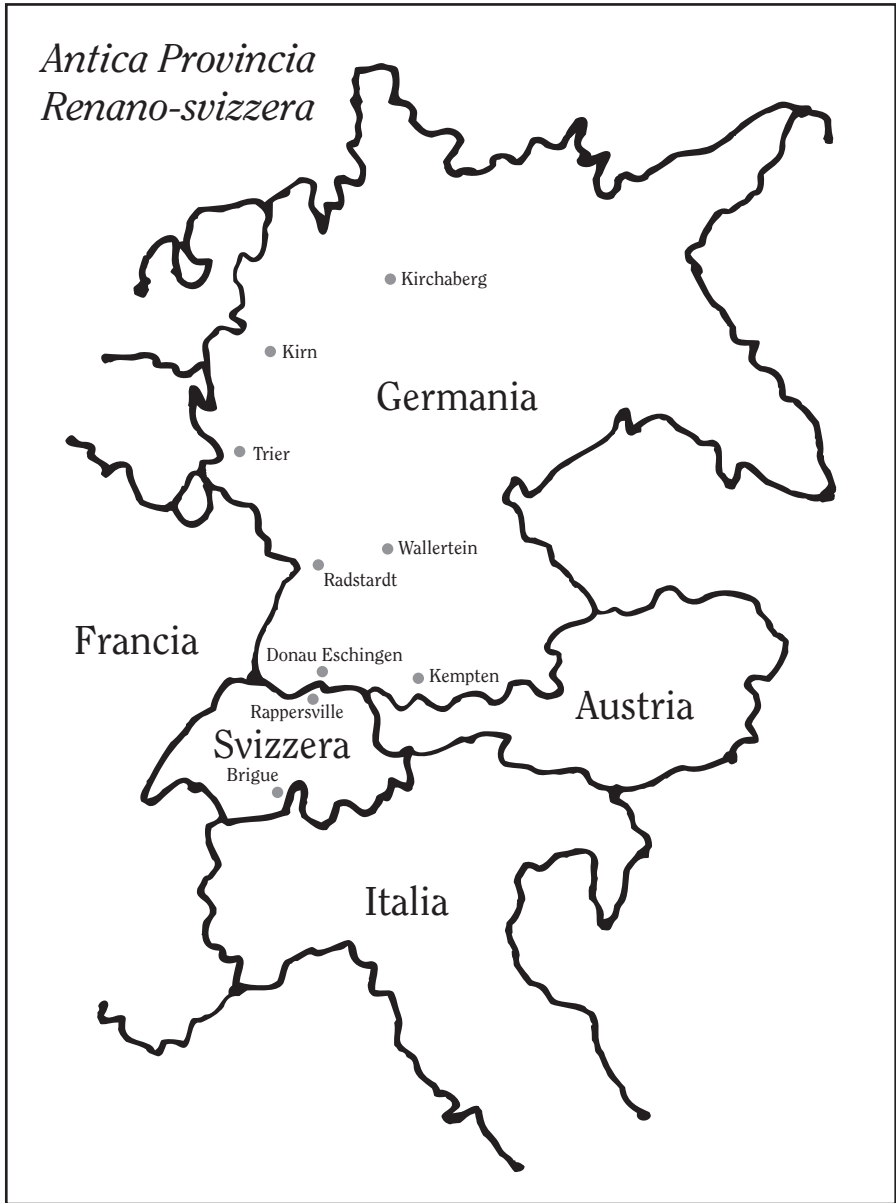 Antica Provincia
Renano-svizzera
Kirchaberg
Kirn
Germania
Trier
Wallertein
Radstardt
Francia
Donau Eschingen
Kempten
Rappersville
Austria
Svizzera
Brigue
Italia